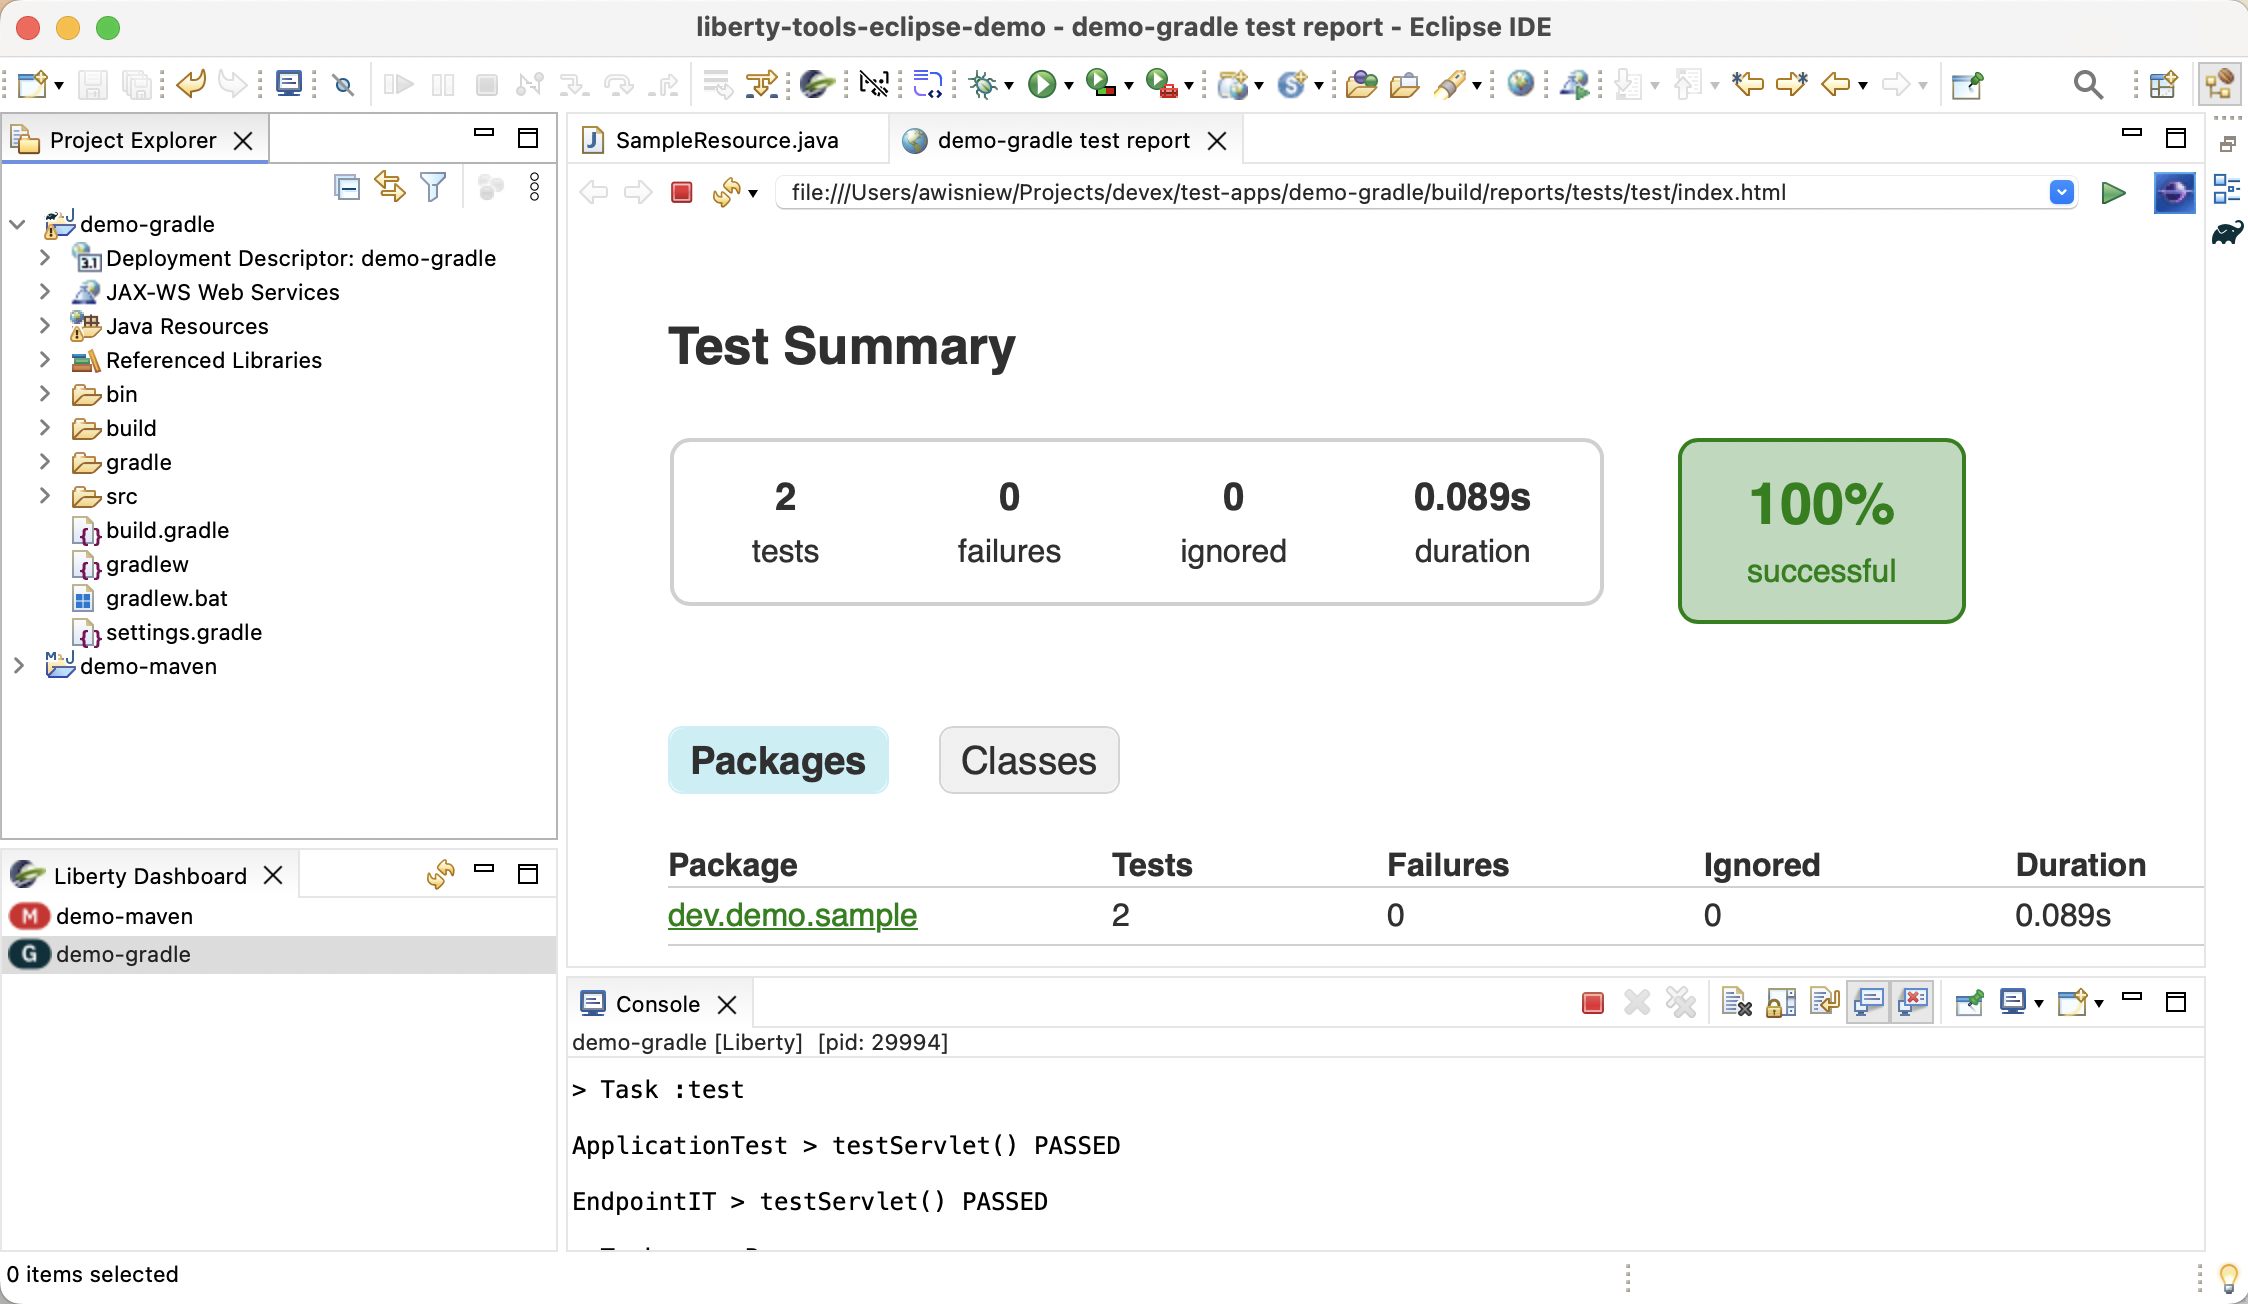 liberty-tools-eclipse-demo - demo-gradle test report - Eclipse IDE
Project Explorer
demo-gradle
Deployment Descriptor: demo-gradle
JAX-WS Web Services
Java Resources
Referenced Libraries
bin
build
gradle
src
build.gradle
gradlew
gradlew.bat
settings.gradle
demo-maven
Liberty Dashboard
M demo-maven
G demo-gradle
SampleResource.java
demo-gradle test report
file:///Users/awisniew/Projects/devex/test-apps/demo-gradle/build/reports/tests/test/index.html
Test Summary
2 0 0 0.089s
tests failures ignored duration
100%
successful
Packages Classes
Package Tests Failures Ignored Duration
dev.demo.sample 2 0 0 0.089s
Console
demo-gradle [Liberty] [pid: 29994]
> Task :test
ApplicationTest > testServlet() PASSED
EndpointIT > testServlet() PASSED
0 items selected